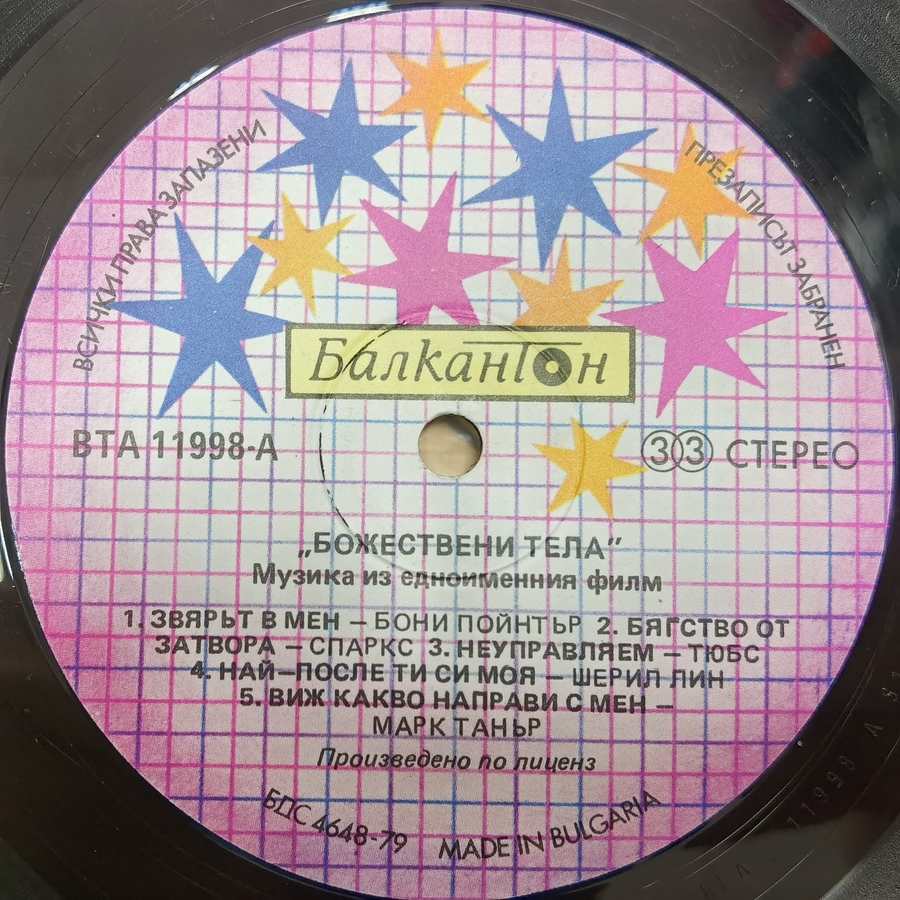 ВСИЧКИ ПРАВА ЗАПАЗЕНИ
ПРЕЗАПИСЪТ ЗАБРАНЕН
Балкантон
ВТА 11998-А
33 СТЕРЕО
„БОЖЕСТВЕНИ ТЕЛА”
Музика из едноименния филм
1. ЗВЯРЪТ В МЕН – БОНИ ПОЙНТЪР 2. БЯГСТВО ОТ
ЗАТВОРА – СПАРКС 3. НЕУПРАВЛЯЕМ – ТЮБС
4. НАЙ–ПОСЛЕ ТИ СИ МОЯ – ШЕРИЛ ЛИН
5. ВИЖ КАКВО НАПРАВИ С МЕН –
МАРК ТАНЪР
Произведено по лиценз
БДС 4648-79
MADE IN BULGARIA